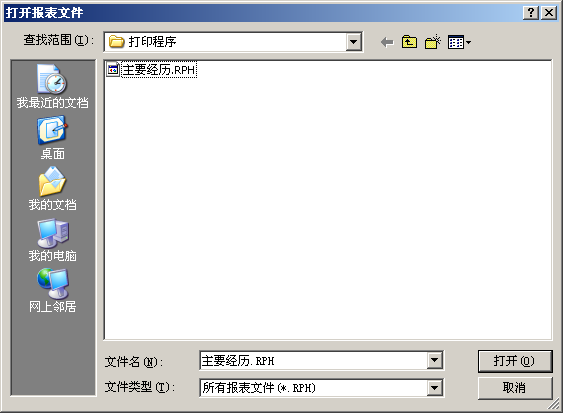 打开报表文件
查找范围(I):
打印程序
主要经历.RPH
我最近的文档
桌面
我的文档
我的电脑
网上邻居
文件名(N):
主要经历.RPH
打开(O)
文件类型(T):
所有报表文件(*.RPH)
取消